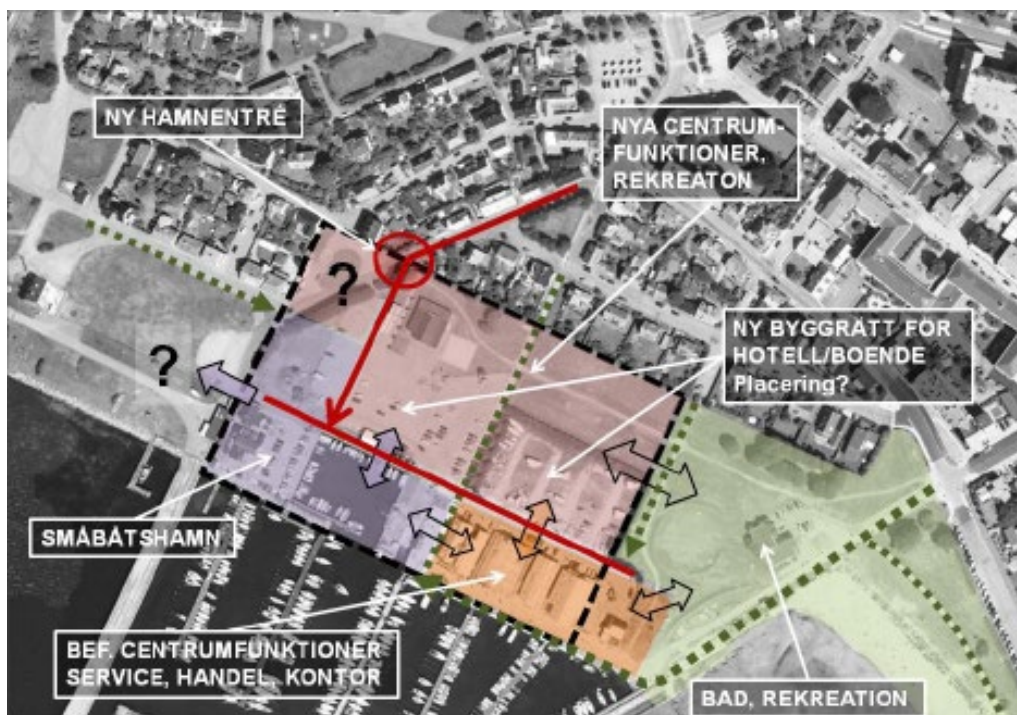 NY HAMNENTRÉ
NYA CENTRUM-
FUNKTIONER,
REKREATON
?
?
NY BYGGRÄTT FÖR
HOTELL/BOENDE
Placering?
SMÅBÅTSHAMN
BEF. CENTRUMFUNKTIONER
SERVICE, HANDEL, KONTOR
BAD, REKREATION